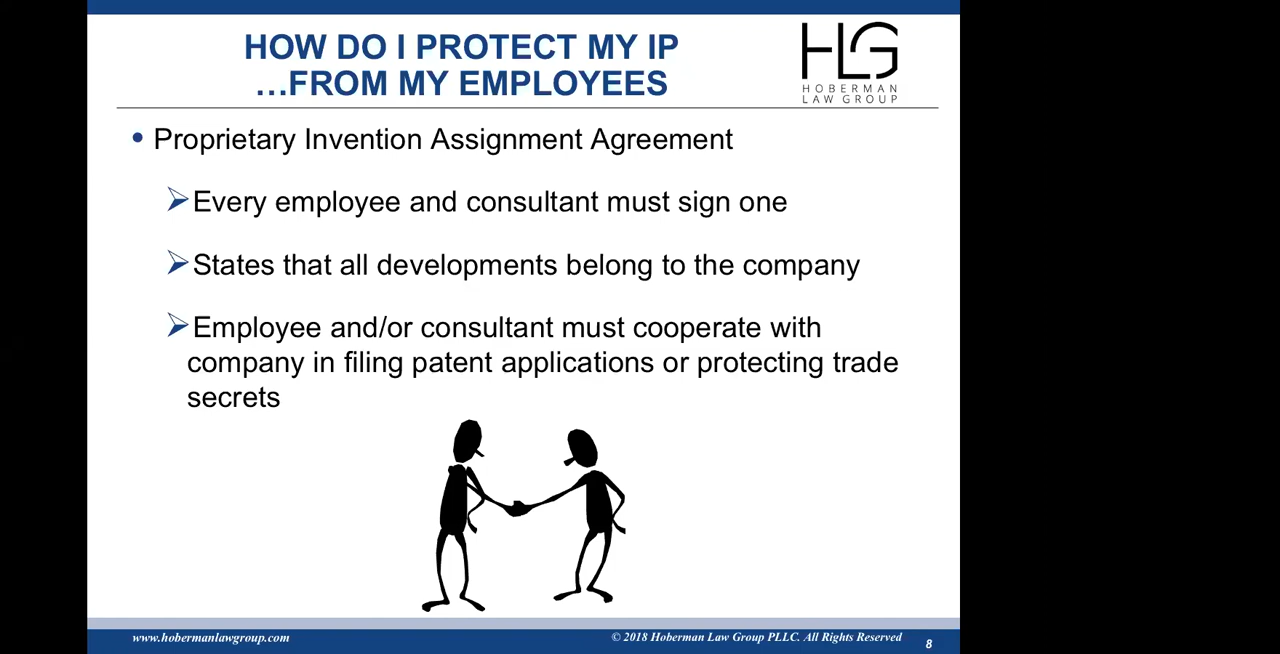 HOW DO I PROTECT MY IP
…FROM MY EMPLOYEES
HLG
HOBERMAN
LAW GROUP
• Proprietary Invention Assignment Agreement
➢Every employee and consultant must sign one
➢States that all developments belong to the company
➢Employee and/or consultant must cooperate with
company in filing patent applications or protecting trade
secrets
www.hobermanlawgroup.com
© 2018 Hoberman Law Group PLLC. All Rights Reserved
8